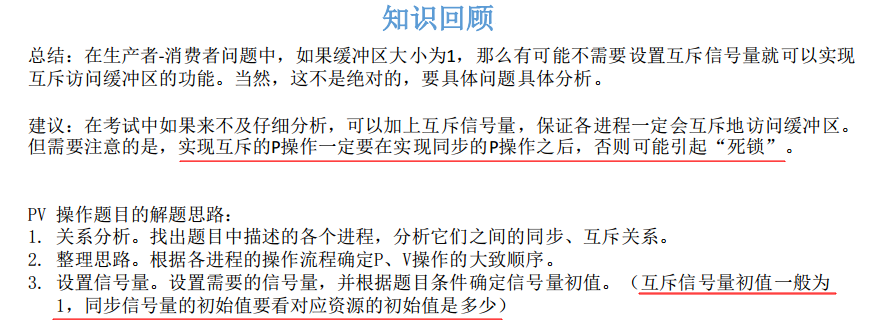 知识回顾
总结：在生产者-消费者问题中，如果缓冲区大小为1，那么有可能不需要设置互斥信号量就可以实现
互斥访问缓冲区的功能。当然，这不是绝对的，要具体问题具体分析。
建议：在考试中如果来不及仔细分析，可以加上互斥信号量，保证各进程一定会互斥地访问缓冲区。
但需要注意的是，实现互斥的P操作一定要在实现同步的P操作之后，否则可能引起“死锁”。
PV 操作题目的解题思路：
1. 关系分析。找出题目中描述的各个进程，分析它们之间的同步、互斥关系。
2. 整理思路。根据各进程的操作流程确定P、V操作的大致顺序。
3. 设置信号量。设置需要的信号量，并根据题目条件确定信号量初值。（互斥信号量初值一般为
1，同步信号量的初始值要看对应资源的初始值是多少）